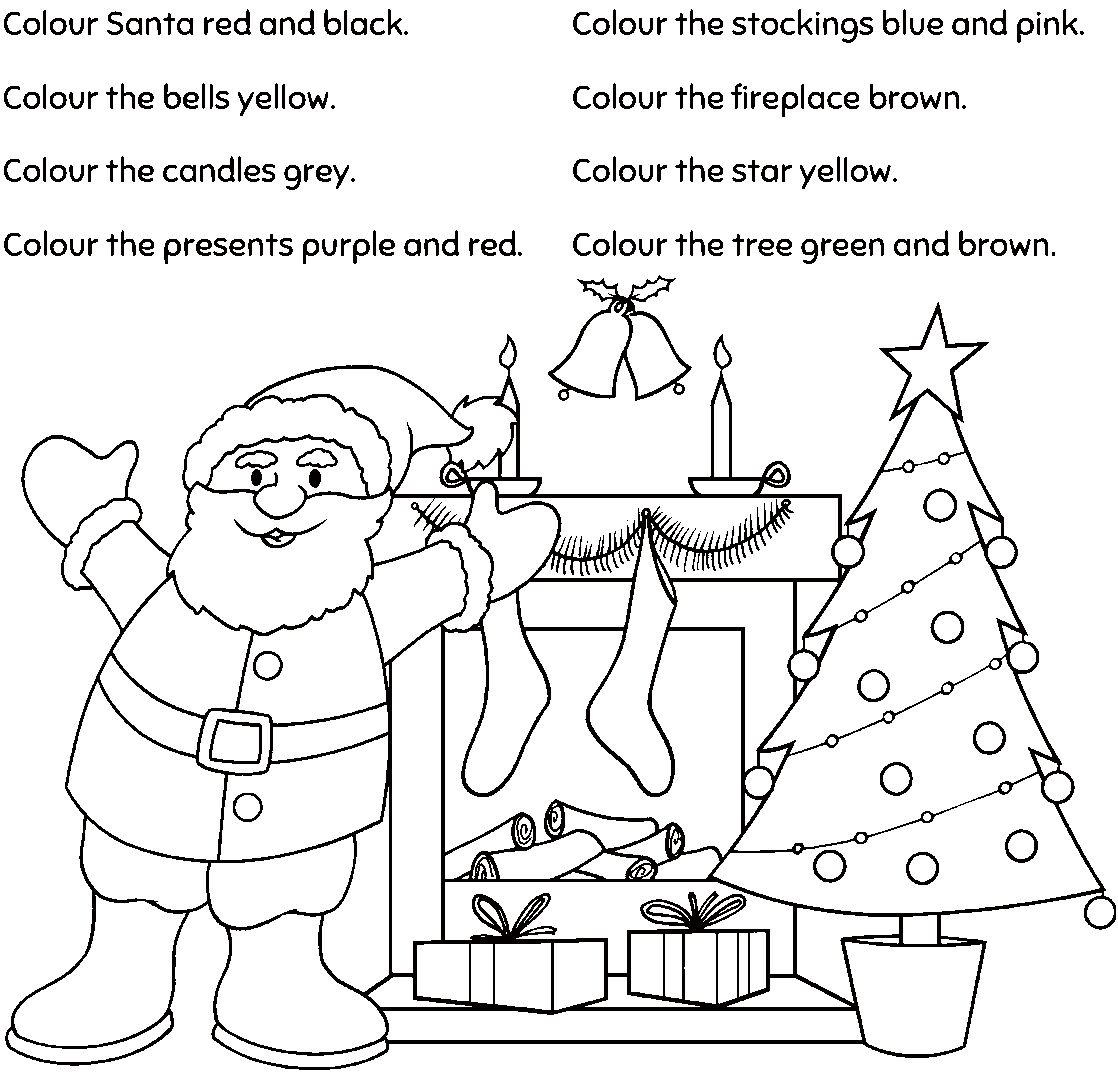 Colour Santa red and black.
Colour the bells yellow.
Colour the candles grey.
Colour the presents purple and red.
Colour the stockings blue and pink.
Colour the fireplace brown.
Colour the star yellow.
Colour the tree green and brown.